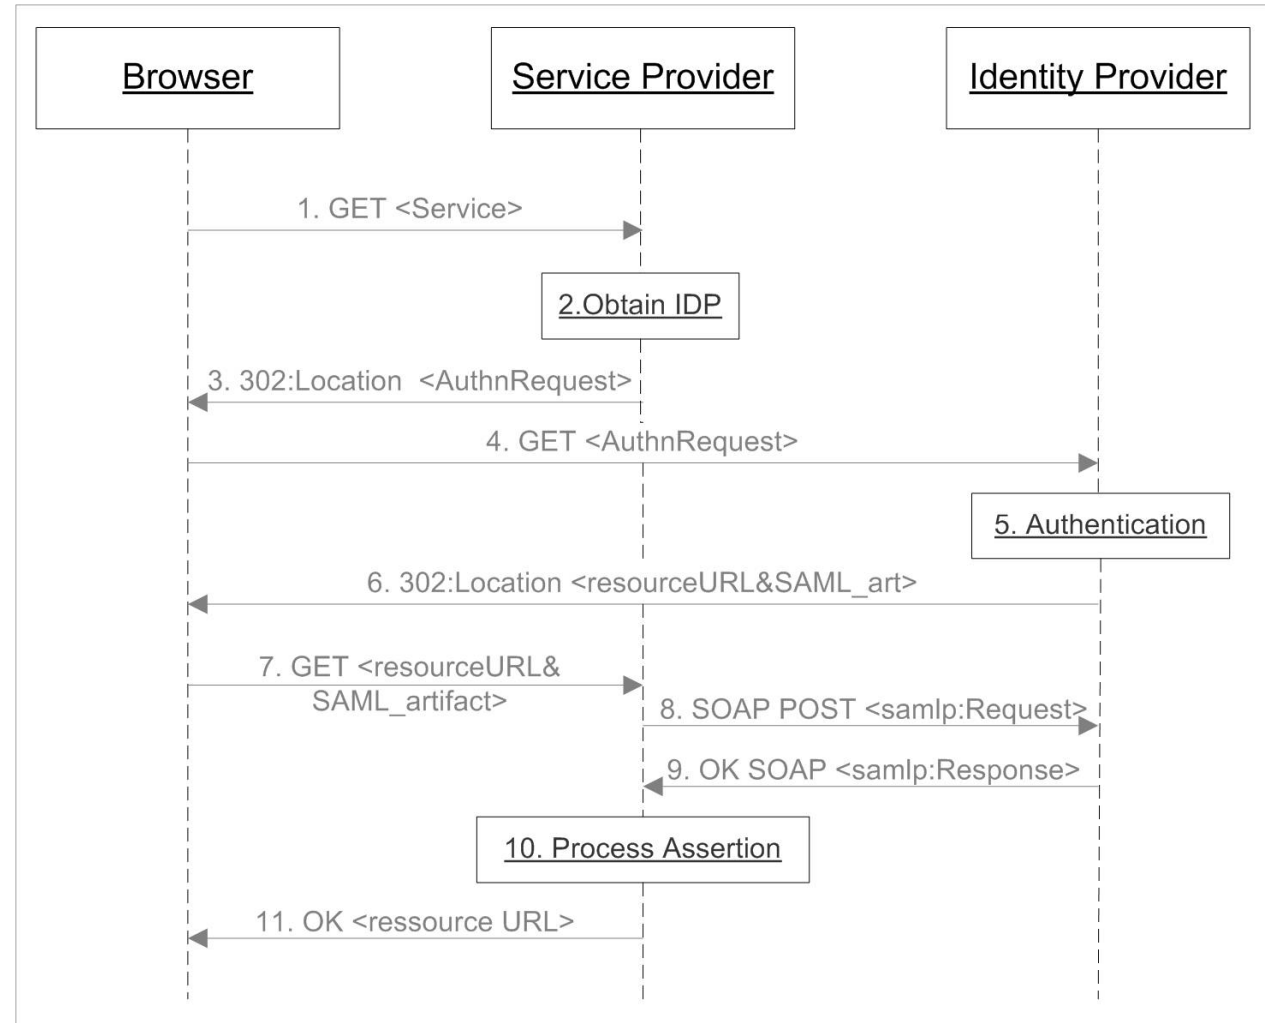 Browser
Service Provider
Identity Provider
1. GET <Service>
2.Obtain IDP
3. 302:Location <AuthnRequest>
4. GET <AuthnRequest>
5. Authentication
6. 302:Location <resourceURL&SAML_art>
7. GET <resourceURL&
SAML_artifact>
8. SOAP POST <samlp:Request>
9. OK SOAP <samlp:Response>
10. Process Assertion
11. OK <ressource URL>